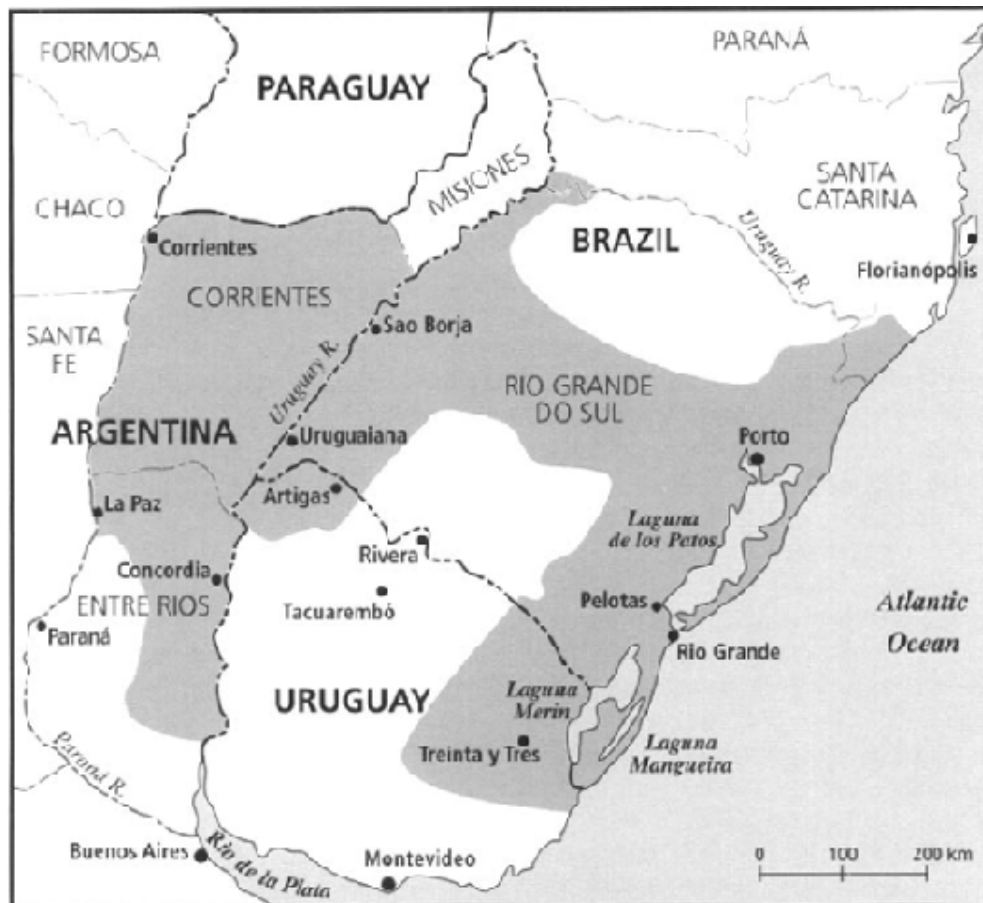 FORMOSA
PARANÁ
PARAGUAY
MISIONES
SANTA
CATARINA
CHACO
Corrientes
BRAZIL
Uruguay R.
Florianópolis
CORRIENTES
SANTA
FE
Sao Borja
Uruguay R.
RIO GRANDE
DO SUL
ARGENTINA
Uruguaiana
Porto
La Paz
Artigas
Laguna
de los Patos
Rivera
Concordia
Tacuarembó
ENTRE RIOS
Pelotas
Atlantic
Ocean
Paraná
Rio Grande
URUGUAY
Laguna
Merin
Treinta y Tres
Laguna
Mangueira
Paraná R.
Buenos Aires
Rio de la Plata
Montevideo
0 100 200 km